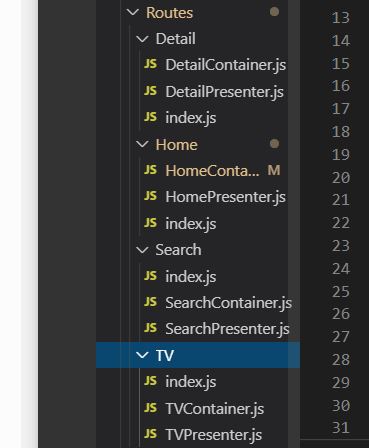 Routes
Detail
JS DetailContainer.js
JS DetailPresenter.js
JS index.js
Home
JS HomeConta... M
JS HomePresenter.js
JS index.js
Search
JS index.js
JS SearchContainer.js
JS SearchPresenter.js
TV
JS index.js
JS TVContainer.js
JS TVPresenter.js
13
14
15
16
17
18
19
20
21
22
23
24
25
26
27
28
29
30
31